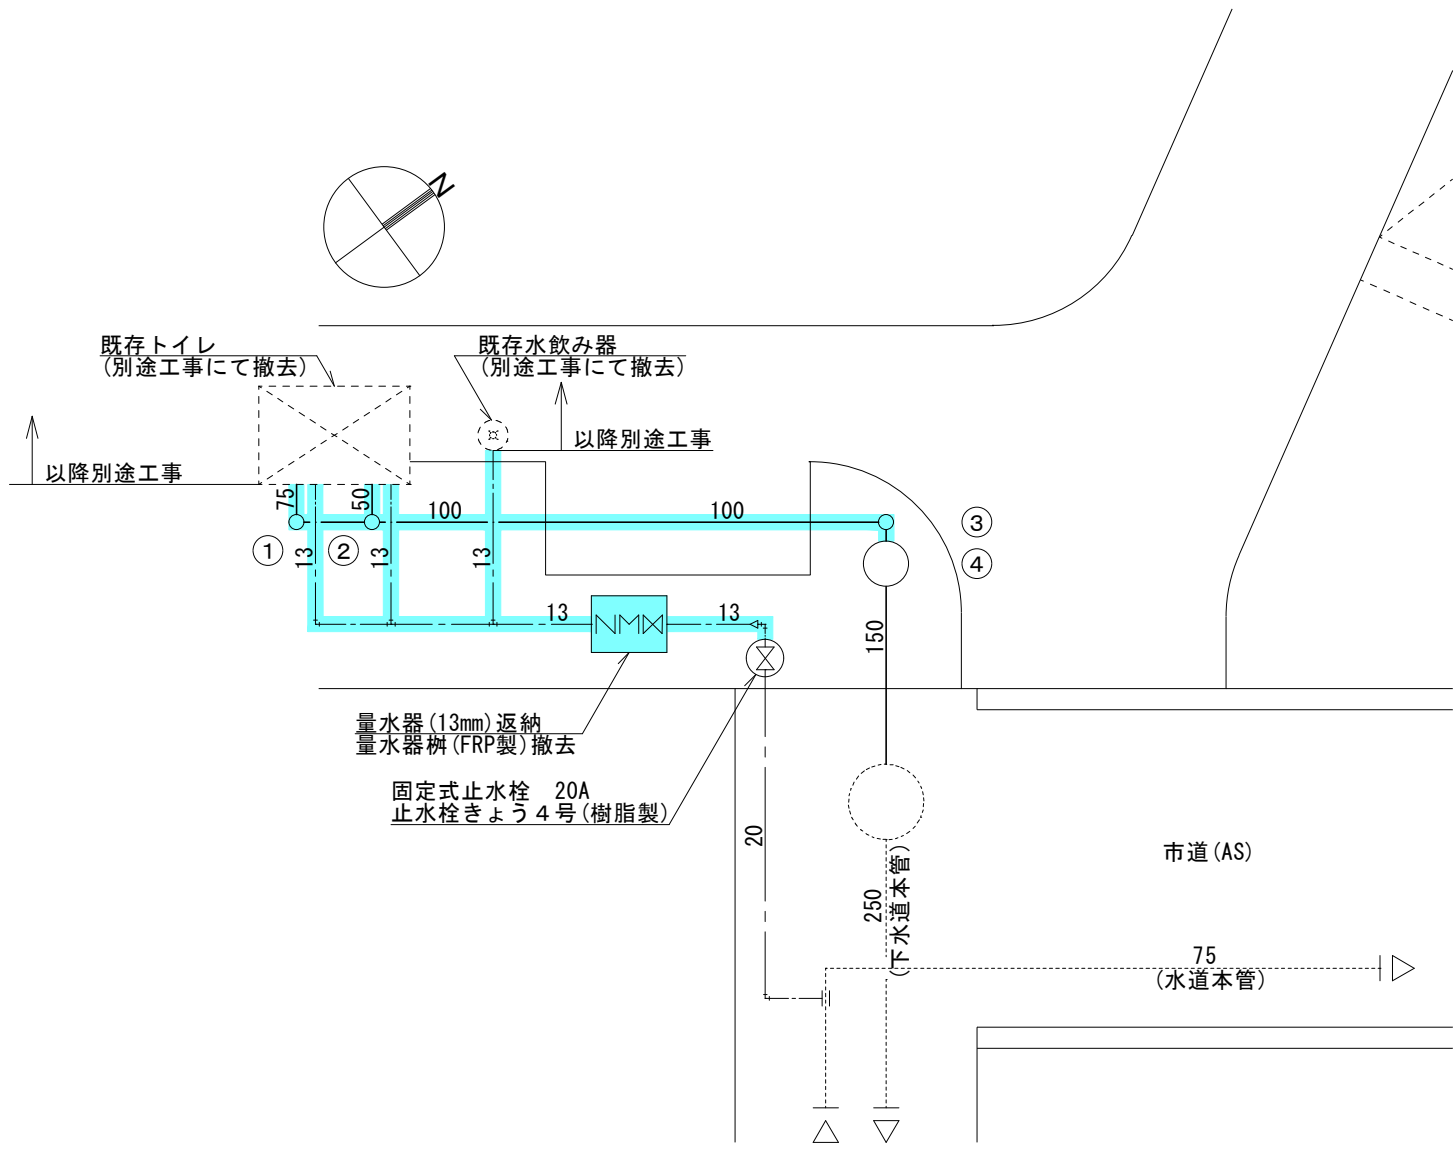 N
既存トイレ
(別途工事にて撤去)
既存水飲み器
(別途工事にて撤去)
以降別途工事
以降別途工事
75
50
100
100
①
13
②
13
13
③
④
13
13
150
量水器(13mm)返納
量水器桝(FRP製)撤去
固定式止水栓 20A
止水栓きょう４号(樹脂製)
20
250
(下水道本管)
市道(AS)
75
(水道本管)